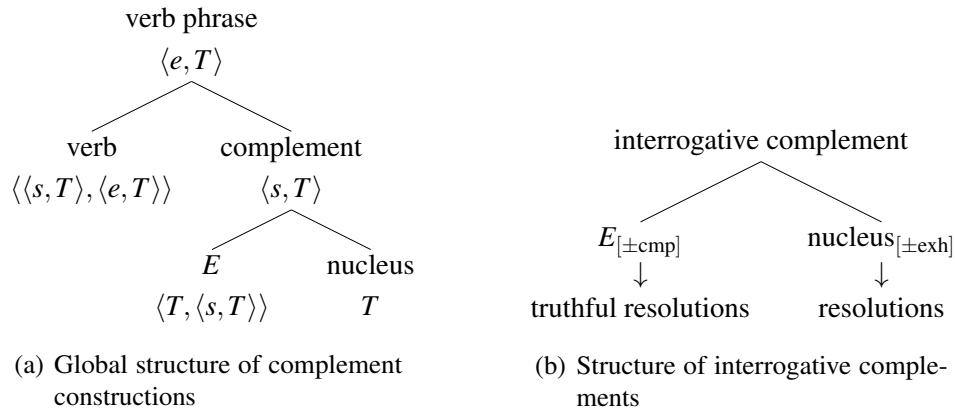 verb phrase
⟨e, T⟩
verb complement
⟨⟨s, T⟩, ⟨e, T⟩⟩ ⟨s, T⟩
E nucleus
⟨T, ⟨s, T⟩⟩ T
(a) Global structure of complement
constructions
interrogative complement
E[±cmp] nucleus[±exh]
↓ ↓
truthful resolutions resolutions
(b) Structure of interrogative comple-
ments